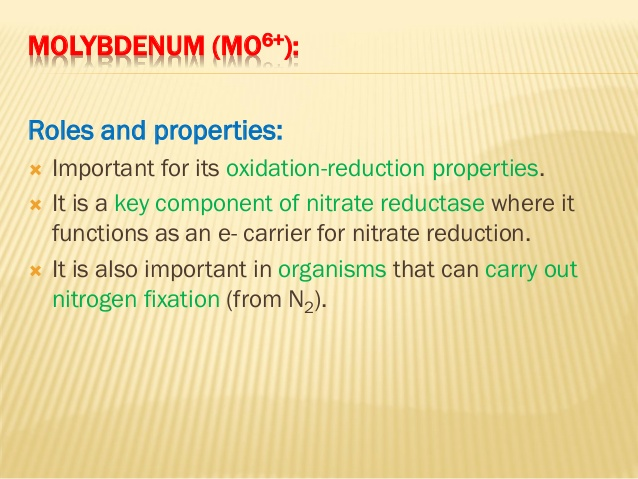 MOLYBDENUM (MO⁶⁺):
Roles and properties:
× Important for its oxidation-reduction properties.
× It is a key component of nitrate reductase where it
functions as an e- carrier for nitrate reduction.
× It is also important in organisms that can carry out
nitrogen fixation (from N₂).